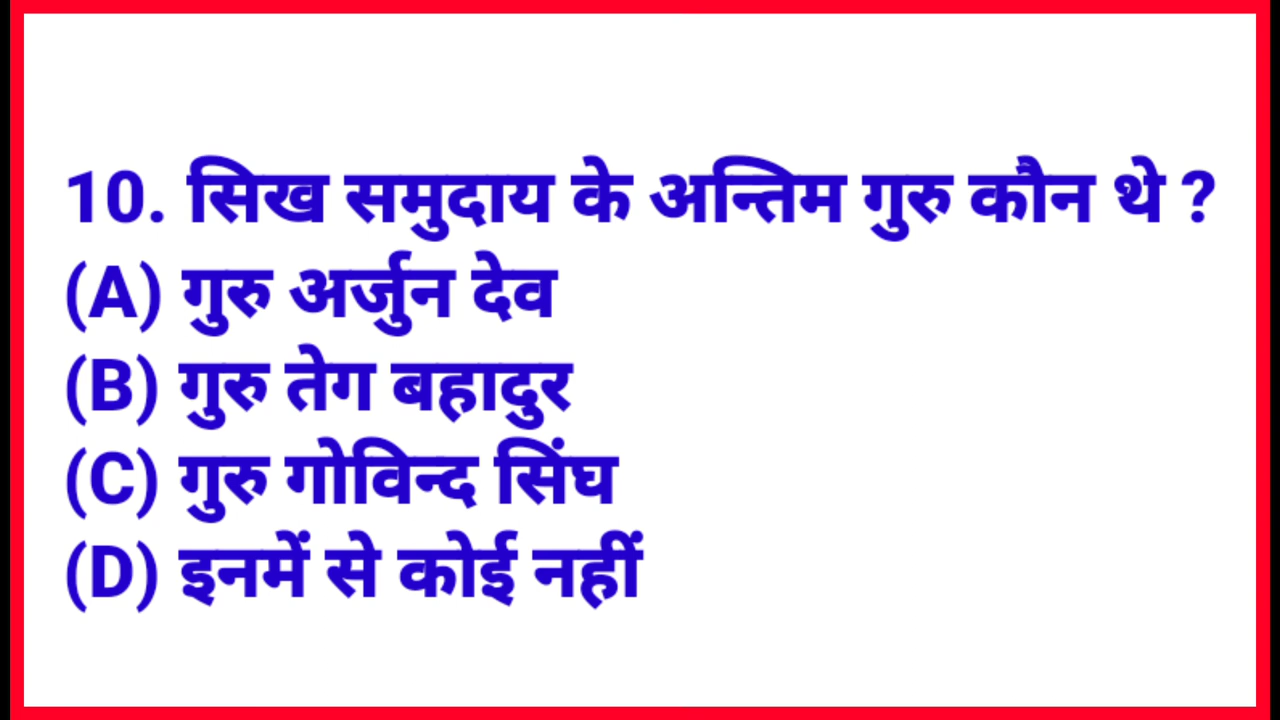 10. सिख समुदाय के अन्तिम गुरु कौन थे ?
(A) गुरु अर्जुन देव
(B) गुरु तेग बहादुर
(C) गुरु गोविन्द सिंघ
(D) इनमें से कोई नहीं